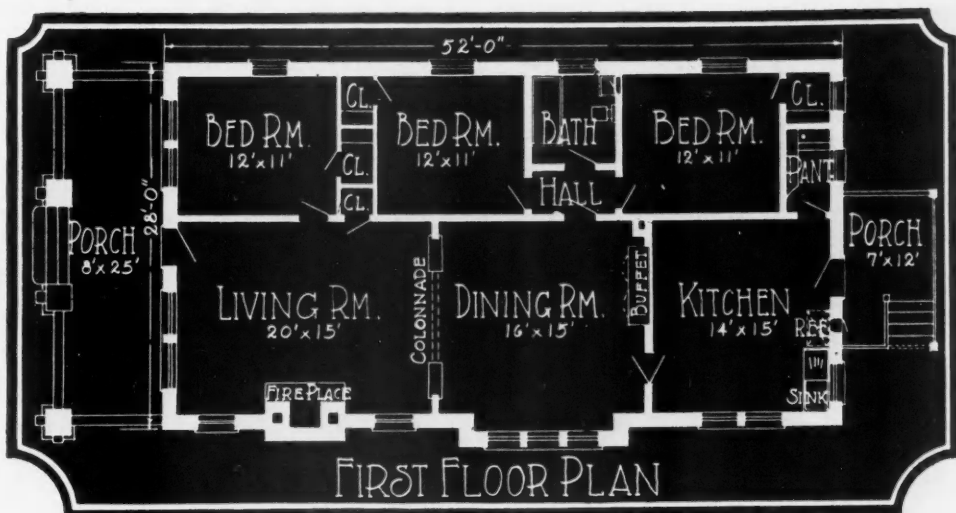 52'-0"
28'-0"
CL.
BED RM.
12'x11'
CL.
CL.
BED RM.
12'x11'
BATH
HALL
BED RM.
12'x11'
CL.
PANT.
PORCH
8'x25'
LIVING RM.
20'x15'
COLONNADE
DINING RM.
16'x15'
BUFFET
KITCHEN
14'x15'
REF
SINK
PORCH
7'x12'
FIRE PLACE
FIRST FLOOR PLAN